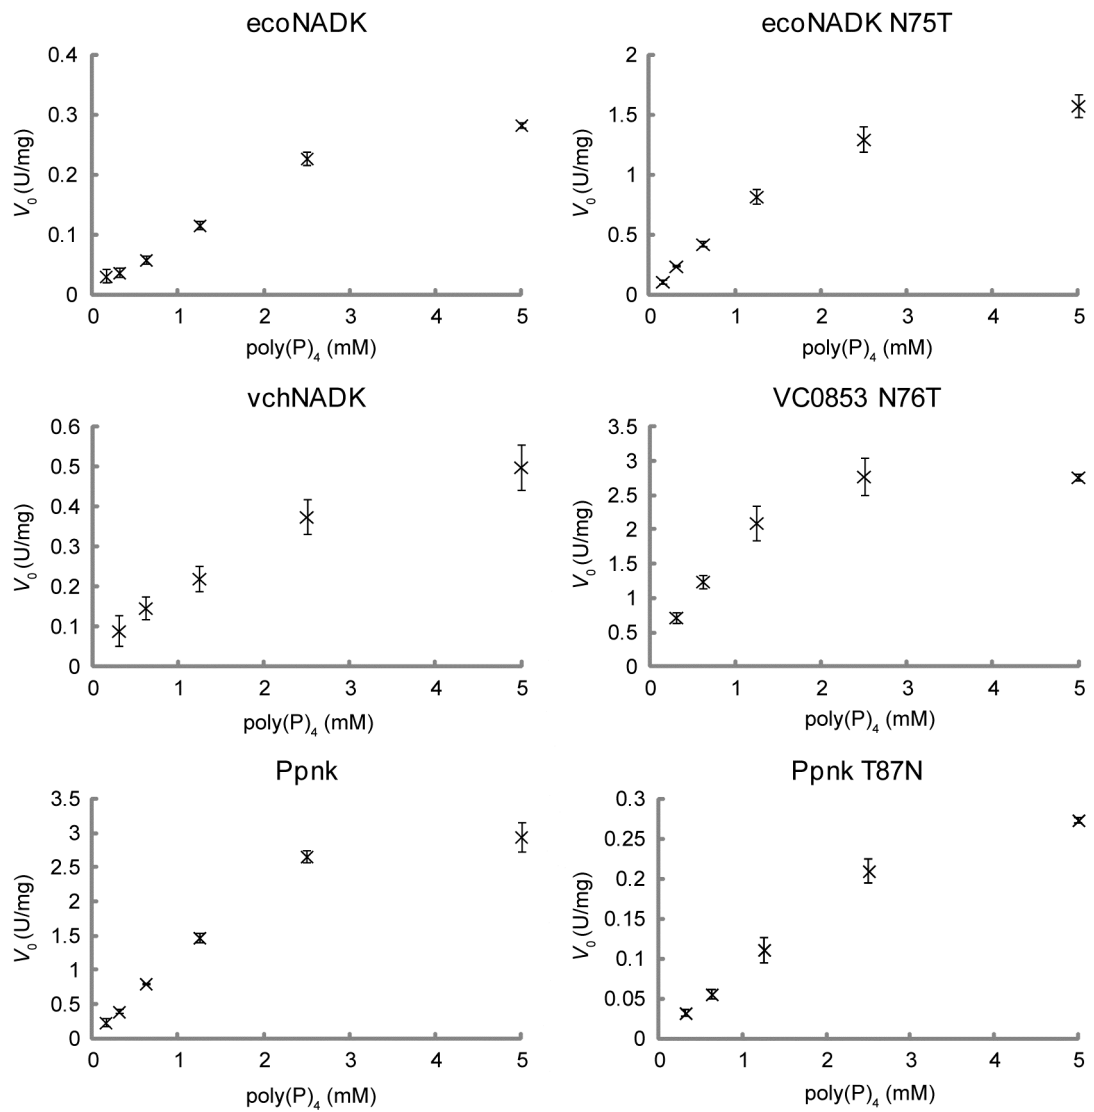 ecoNADK
0.4
0.3
0.2
0.1
0
V0 (U/mg)
0 1 2 3 4 5
poly(P)4 (mM)
ecoNADK N75T
2
1.5
1
0.5
0
V0 (U/mg)
0 1 2 3 4 5
poly(P)4 (mM)
vchNADK
0.6
0.5
0.4
0.3
0.2
0.1
0
V0 (U/mg)
0 1 2 3 4 5
poly(P)4 (mM)
VC0853 N76T
3.5
3
2.5
2
1.5
1
0.5
0
V0 (U/mg)
0 1 2 3 4 5
poly(P)4 (mM)
Ppnk
3.5
3
2.5
2
1.5
1
0.5
0
V0 (U/mg)
0 1 2 3 4 5
poly(P)4 (mM)
Ppnk T87N
0.3
0.25
0.2
0.15
0.1
0.05
0
V0 (U/mg)
0 1 2 3 4 5
poly(P)4 (mM)